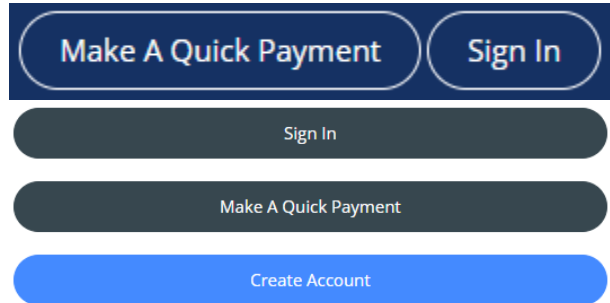 Make A Quick Payment Sign In
Sign In
Make A Quick Payment
Create Account